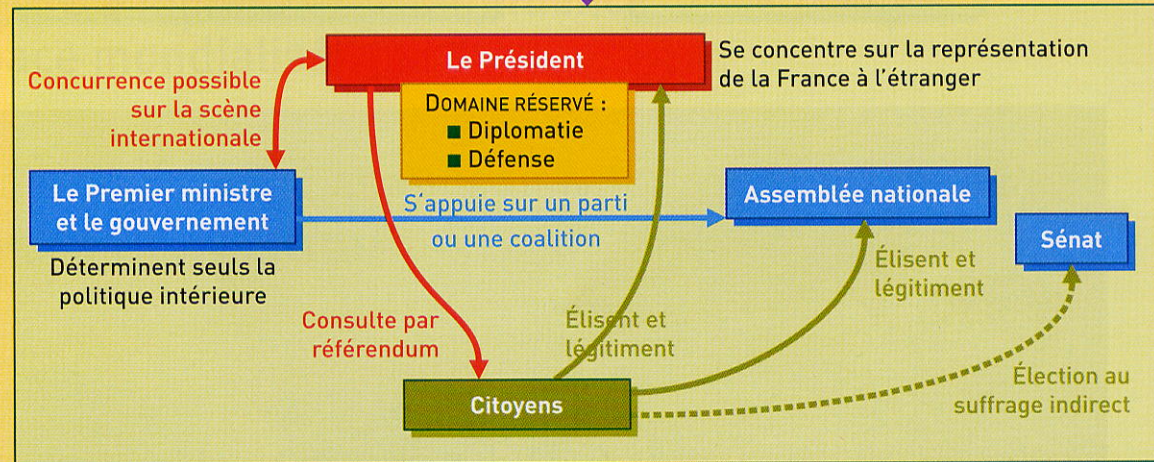 Le Président
Se concentre sur la représentation
de la France à l'étranger
Concurrence possible
sur la scène
internationale
DOMAINE RÉSERVÉ :
■ Diplomatie
■ Défense
Le Premier ministre
et le gouvernement
S'appuie sur un parti
ou une coalition
Assemblée nationale
Sénat
Déterminent seuls la
politique intérieure
Élisent et
légitiment
Consulte par
référendum
Élisent et
légitiment
Citoyens
Élection au
suffrage indirect